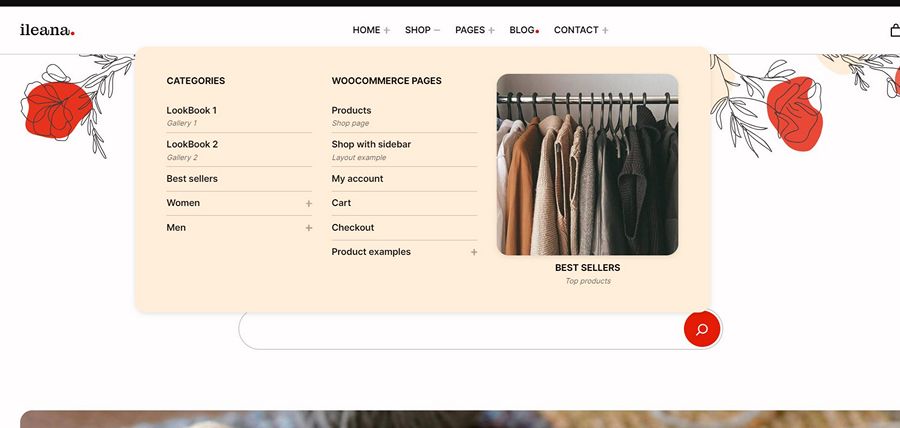 ileana.
HOME + SHOP − PAGES + BLOG CONTACT +
CATEGORIES
LookBook 1
Gallery 1
LookBook 2
Gallery 2
Best sellers
Women +
Men +
WOOCOMMERCE PAGES
Products
Shop page
Shop with sidebar
Layout example
My account
Cart
Checkout
Product examples +
BEST SELLERS
Top products